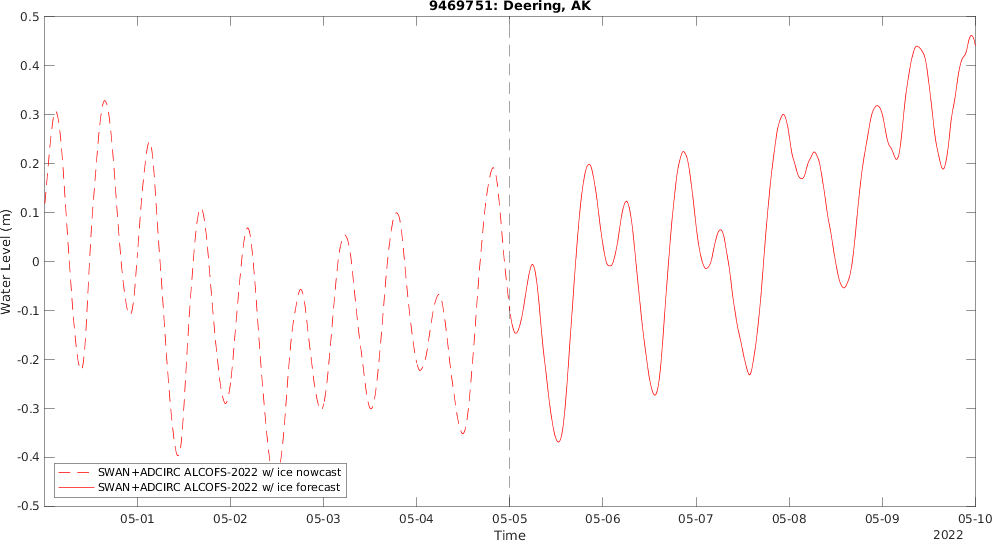 9469751: Deering, AK
0.5
0.4
0.3
0.2
0.1
0
-0.1
-0.2
-0.3
-0.4
-0.5
Water Level (m)
SWAN+ADCIRC ALCOFS-2022 w/ ice nowcast
SWAN+ADCIRC ALCOFS-2022 w/ ice forecast
05-01 05-02 05-03 05-04 05-05 05-06 05-07 05-08 05-09 05-10
Time
2022